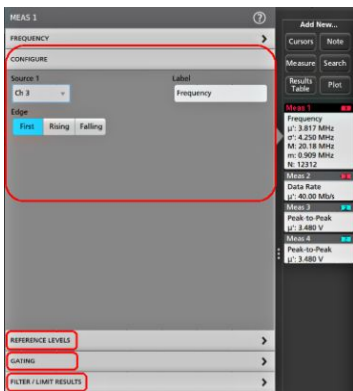 MEAS 1
FREQUENCY
CONFIGURE
Source 1
Label
Ch 3
Frequency
Edge
First
Rising
Falling
REFERENCE LEVELS
GATING
FILTER / LIMIT RESULTS
Add New...
Cursors
Note
Measure
Search
Results Table
Plot
Meas 1
Frequency
μ': 3.817 MHz
σ': 4.250 MHz
M: 20.18 MHz
m: 0.909 MHz
N: 12312
Meas 2
Data Rate
μ': 40.00 Mb/s
Meas 3
Peak-to-Peak
μ': 3.480 V
Meas 4
Peak-to-Peak
μ': 3.480 V